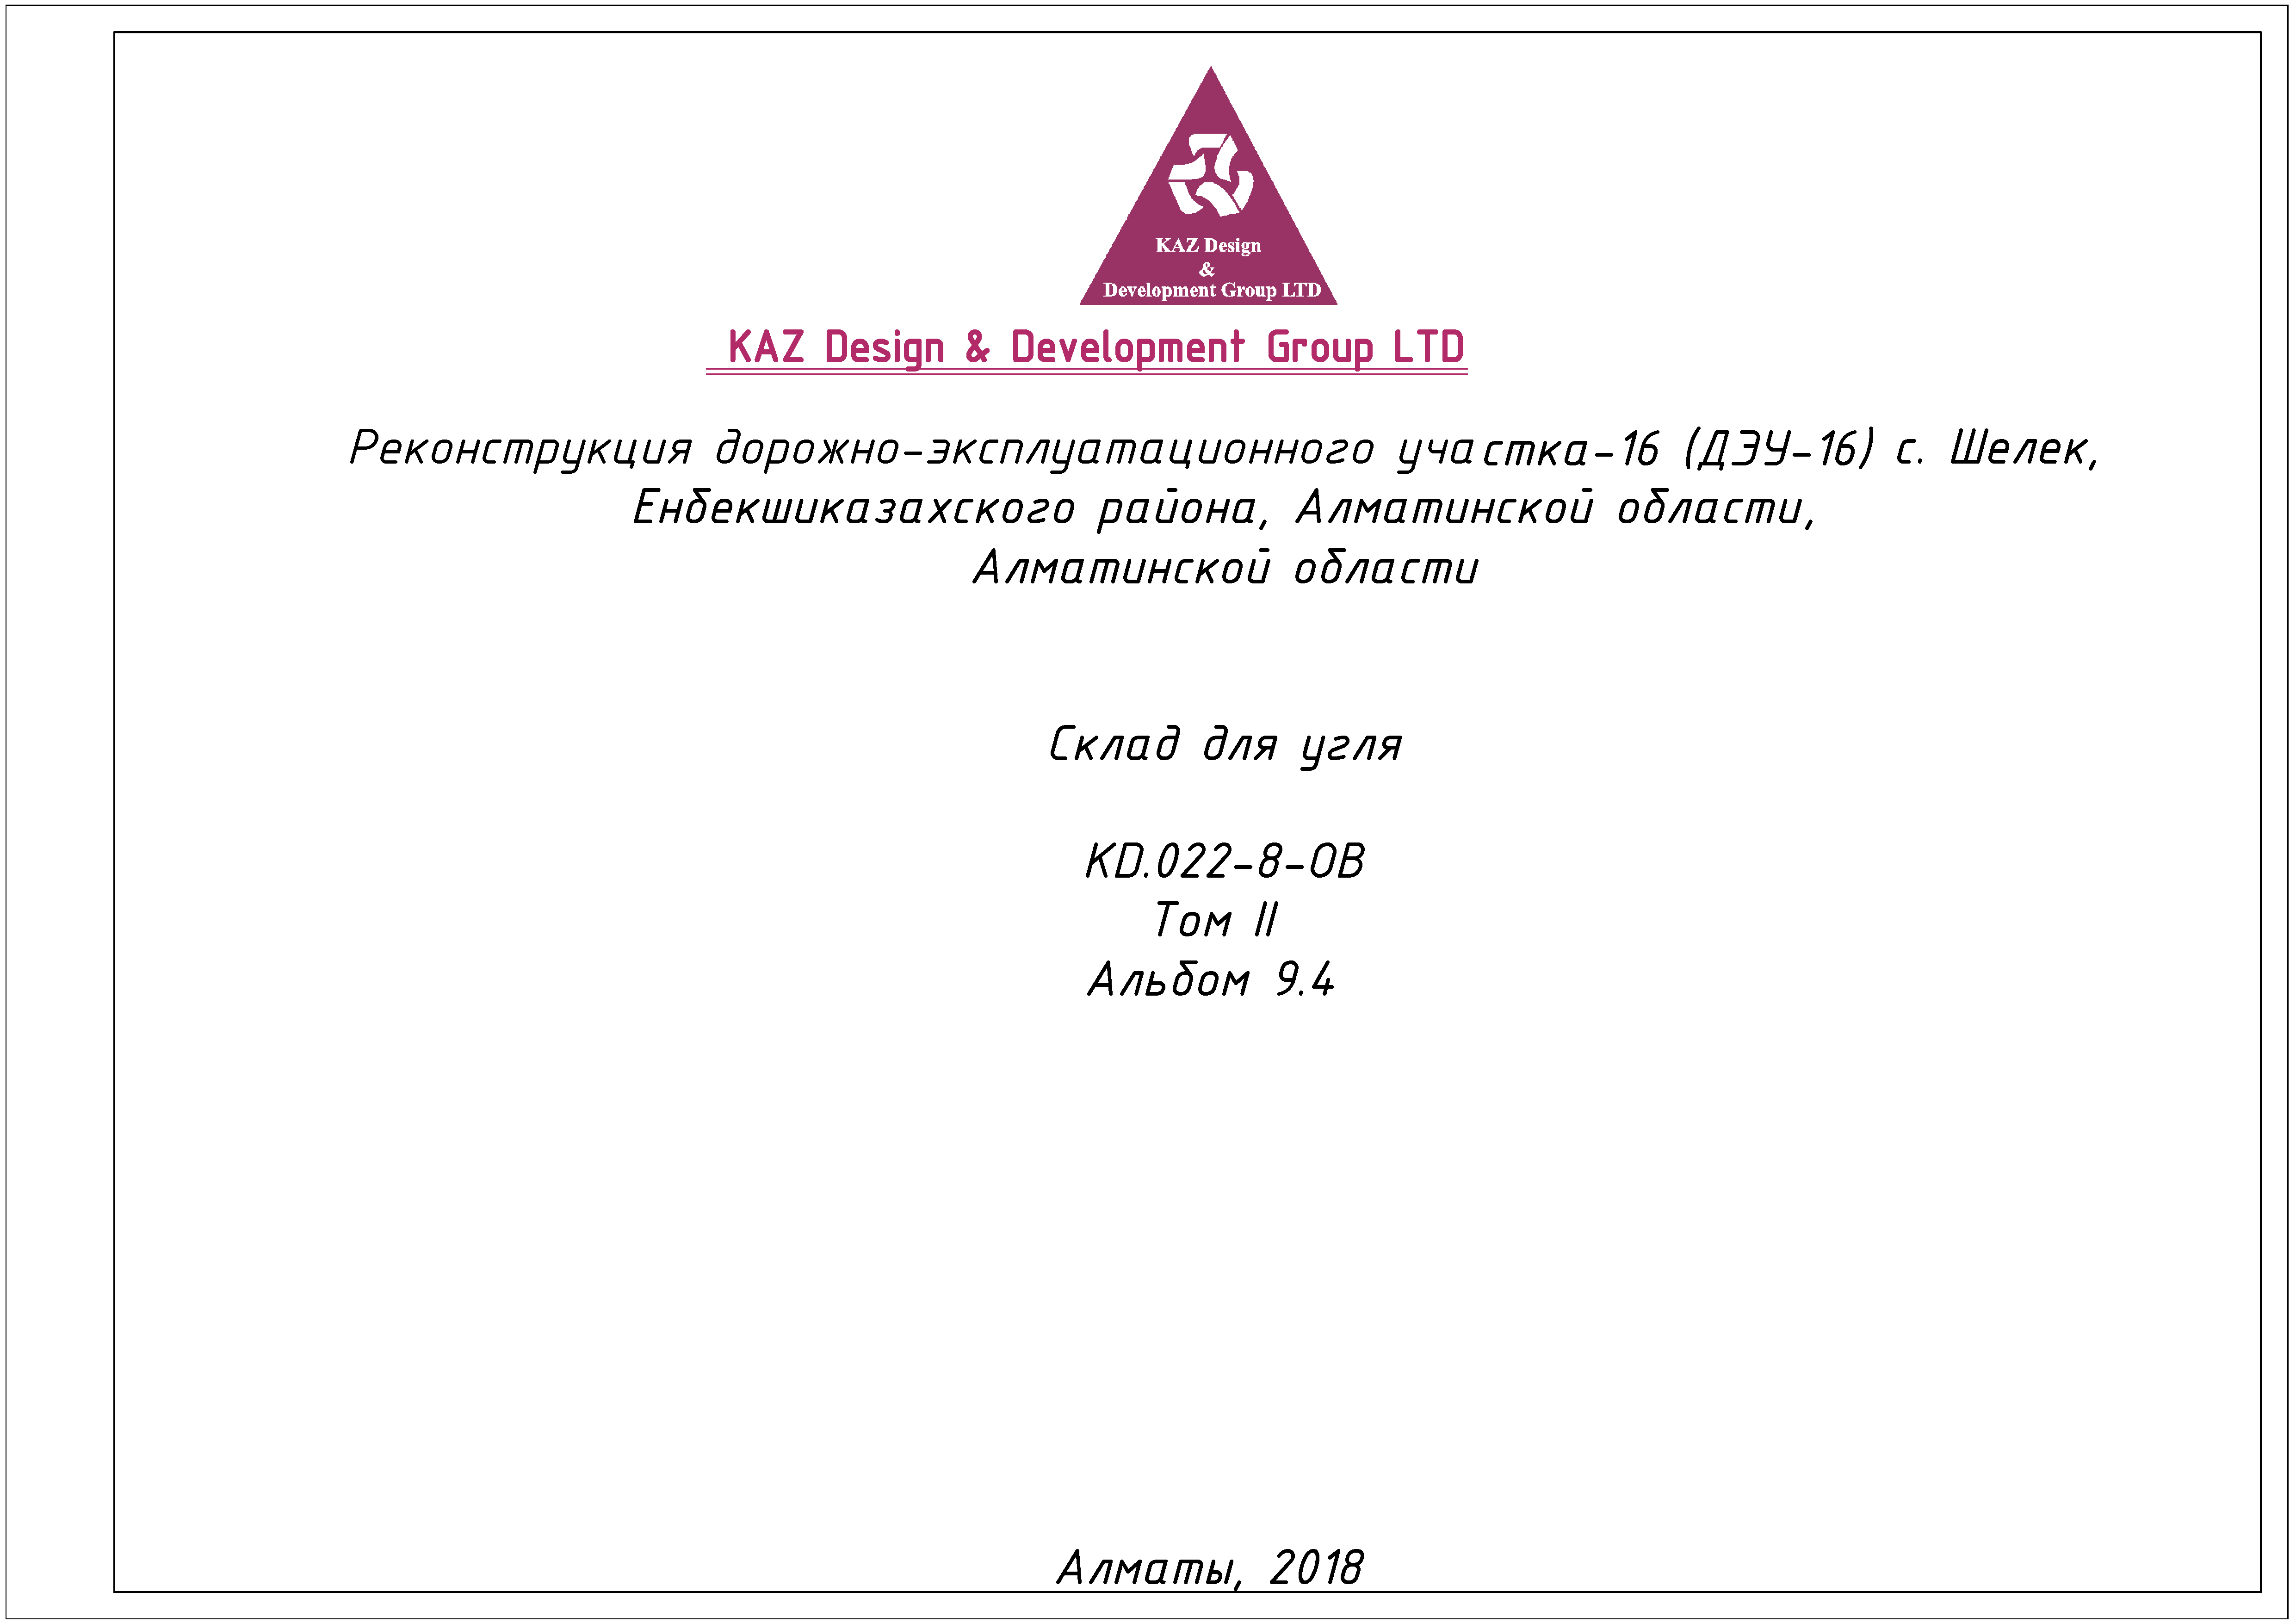 KAZ Design
&
Development Group LTD
KAZ Design & Development Group LTD
Реконструкция дорожно-эксплуатационного участка-16 (ДЭУ-16) с. Шелек,
Енбекшиказахского района, Алматинской области,
Алматинской области
Склад для угля
KD.022-8-ОВ
Том II
Альбом 9.4
Алматы, 2018